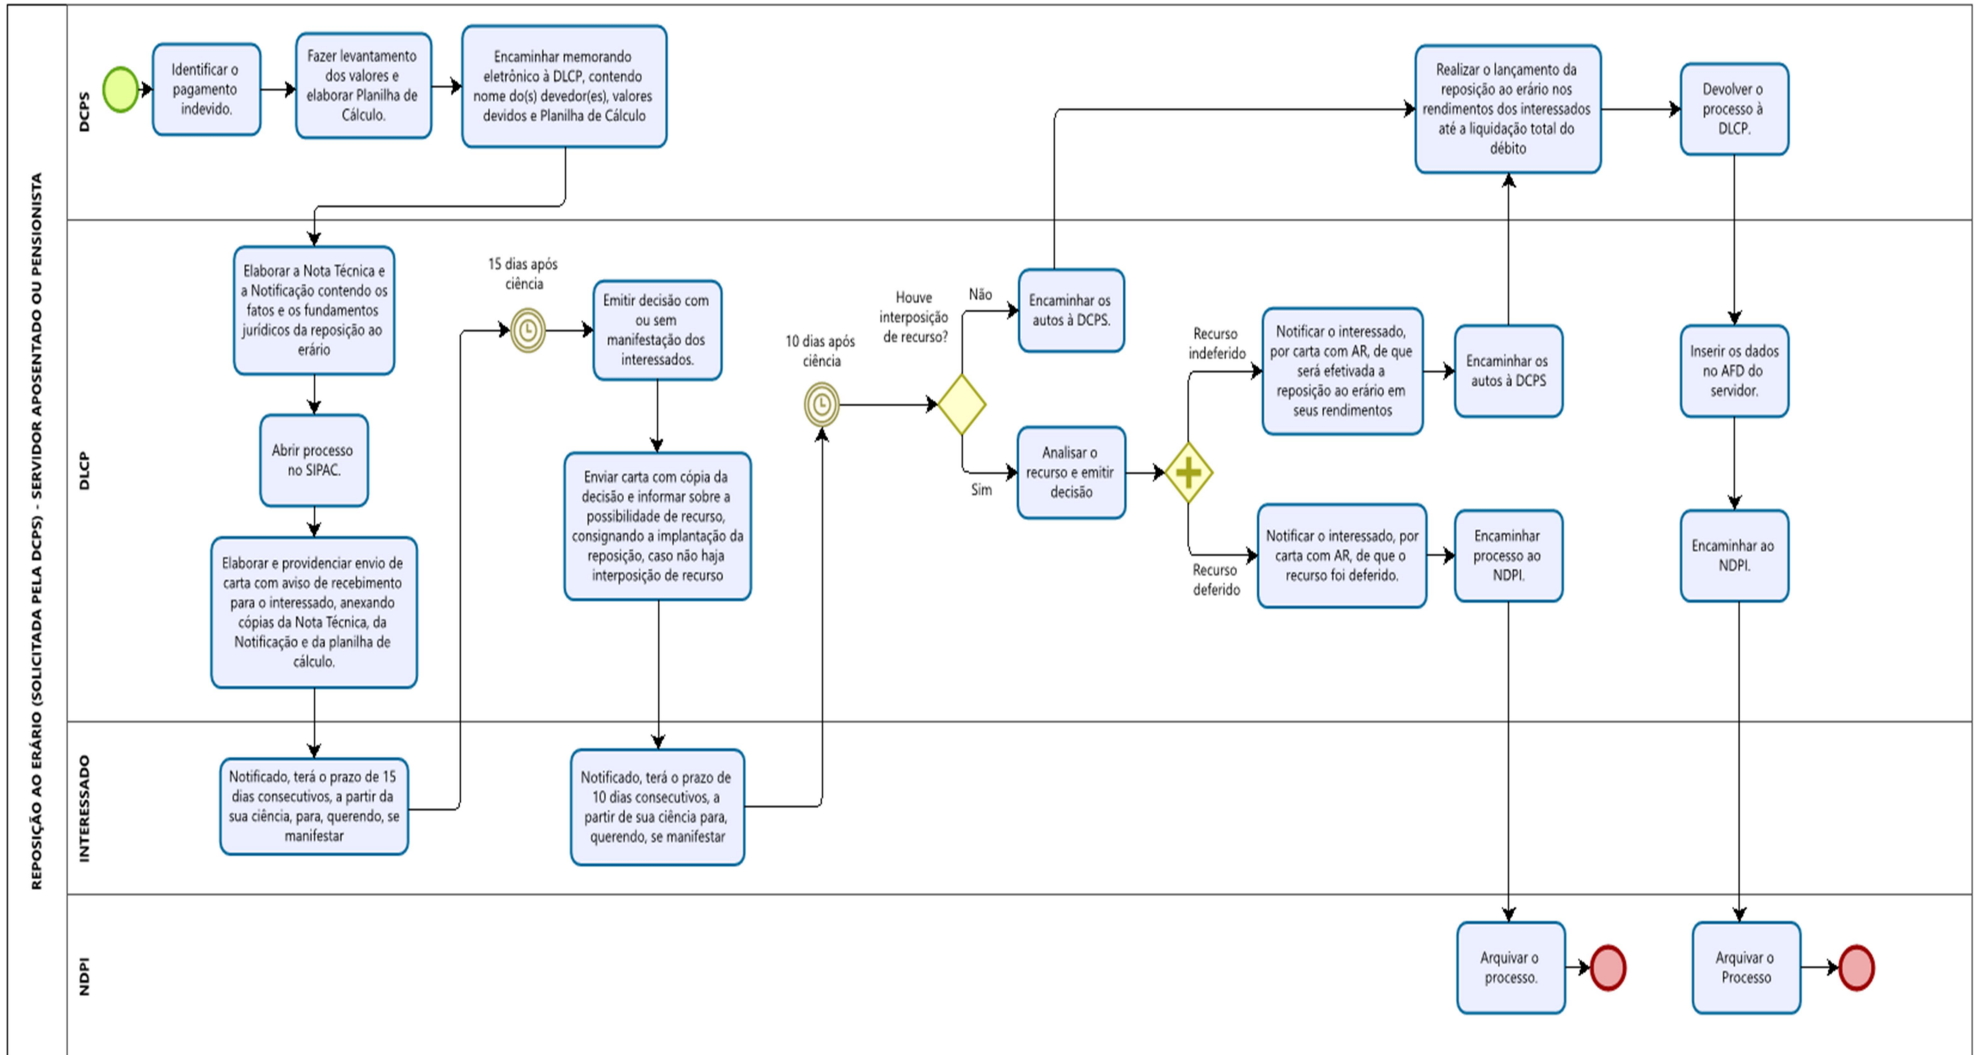 REPOSIÇÃO AO ERÁRIO (SOLICITADA PELA DCPS) - SERVIDOR APOSENTADO OU PENSIONISTA
DCPS
Identificar o
pagamento
indevido.
Fazer levantamento
dos valores e
elaborar Planilha de
Cálculo.
Encaminhar memorando
eletrônico à DLCP, contendo
nome do(s) devedor(es), valores
devidos e Planilha de Cálculo
Realizar o lançamento da
reposição ao erário nos
rendimentos dos interessados
até a liquidação total do
débito
Devolver o
processo à
DLCP.
DLCP
Elaborar a Nota Técnica e
a Notificação contendo os
fatos e os fundamentos
jurídicos da reposição ao
erário
Abrir processo
no SIPAC.
Elaborar e providenciar envio de
carta com aviso de recebimento
para o interessado, anexando
cópias da Nota Técnica, da
Notificação e da planilha de
cálculo.
15 dias após
ciência
Emitir decisão com
ou sem
manifestação dos
interessados.
Enviar carta com cópia da
decisão e informar sobre a
possibilidade de recurso,
consignando a implantação da
reposição, caso não haja
interposição de recurso
10 dias após
ciência
Houve
interposição
de recurso?
Não
Encaminhar os
autos à DCPS.
Sim
Analisar o
recurso e emitir
decisão
Recurso
indeferido
Notificar o interessado,
por carta com AR, de que
será efetivada a
reposição ao erário em
seus rendimentos
Encaminhar os
autos à DCPS
Recurso
deferido
Notificar o interessado, por
carta com AR, de que o
recurso foi deferido.
Encaminhar
processo ao
NDPI.
Inserir os dados
no AFD do
servidor.
Encaminhar ao
NDPI.
INTERESSADO
Notificado, terá o prazo de 15
dias consecutivos, a partir da
sua ciência, para, querendo, se
manifestar
Notificado, terá o prazo de
10 dias consecutivos, a
partir de sua ciência para,
querendo, se manifestar
NDPI
Arquivar o
processo.
Arquivar o
Processo